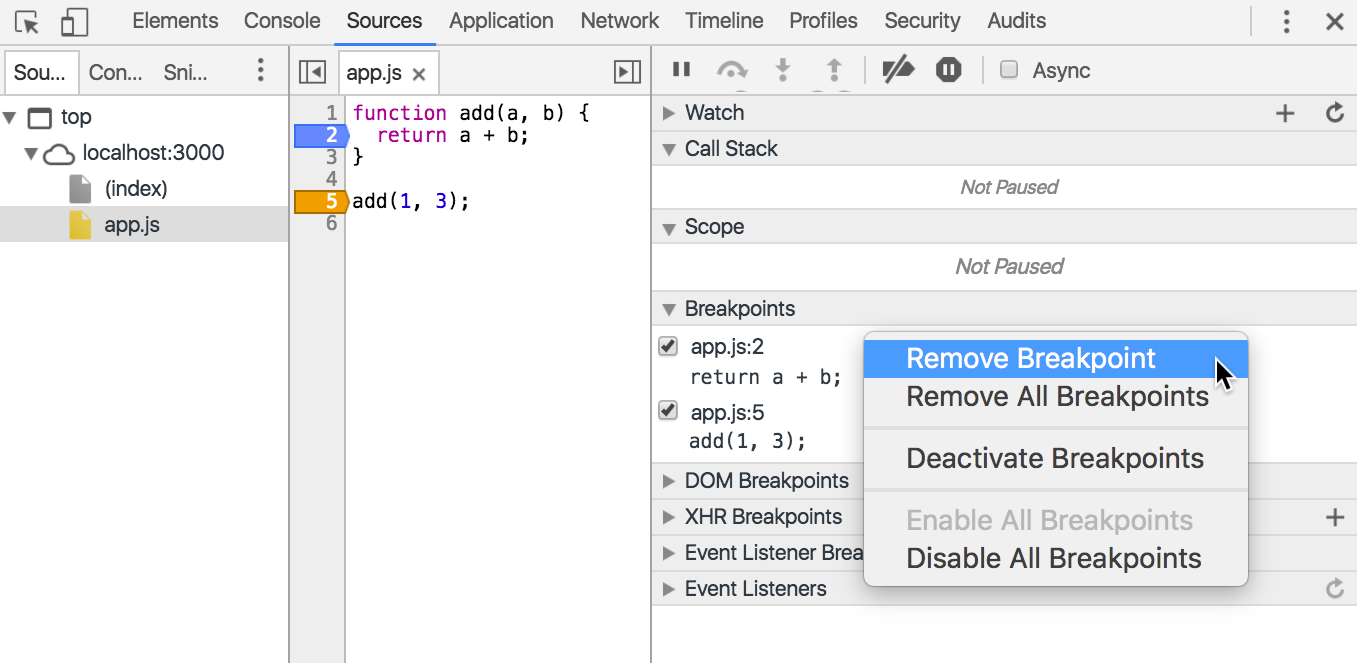 Elements Console Sources Application Network Timeline Profiles Security Audits
Sou... Con... Sni...
app.js
Async
top
localhost:3000
(index)
app.js
1 function add(a, b) {
2 return a + b;
3 }
4
5 add(1, 3);
6
Watch
Call Stack
Not Paused
Scope
Not Paused
Breakpoints
app.js:2
return a + b;
app.js:5
add(1, 3);
DOM Breakpoints
XHR Breakpoints
Event Listener Brea
Event Listeners
Remove Breakpoint
Remove All Breakpoints
Deactivate Breakpoints
Enable All Breakpoints
Disable All Breakpoints